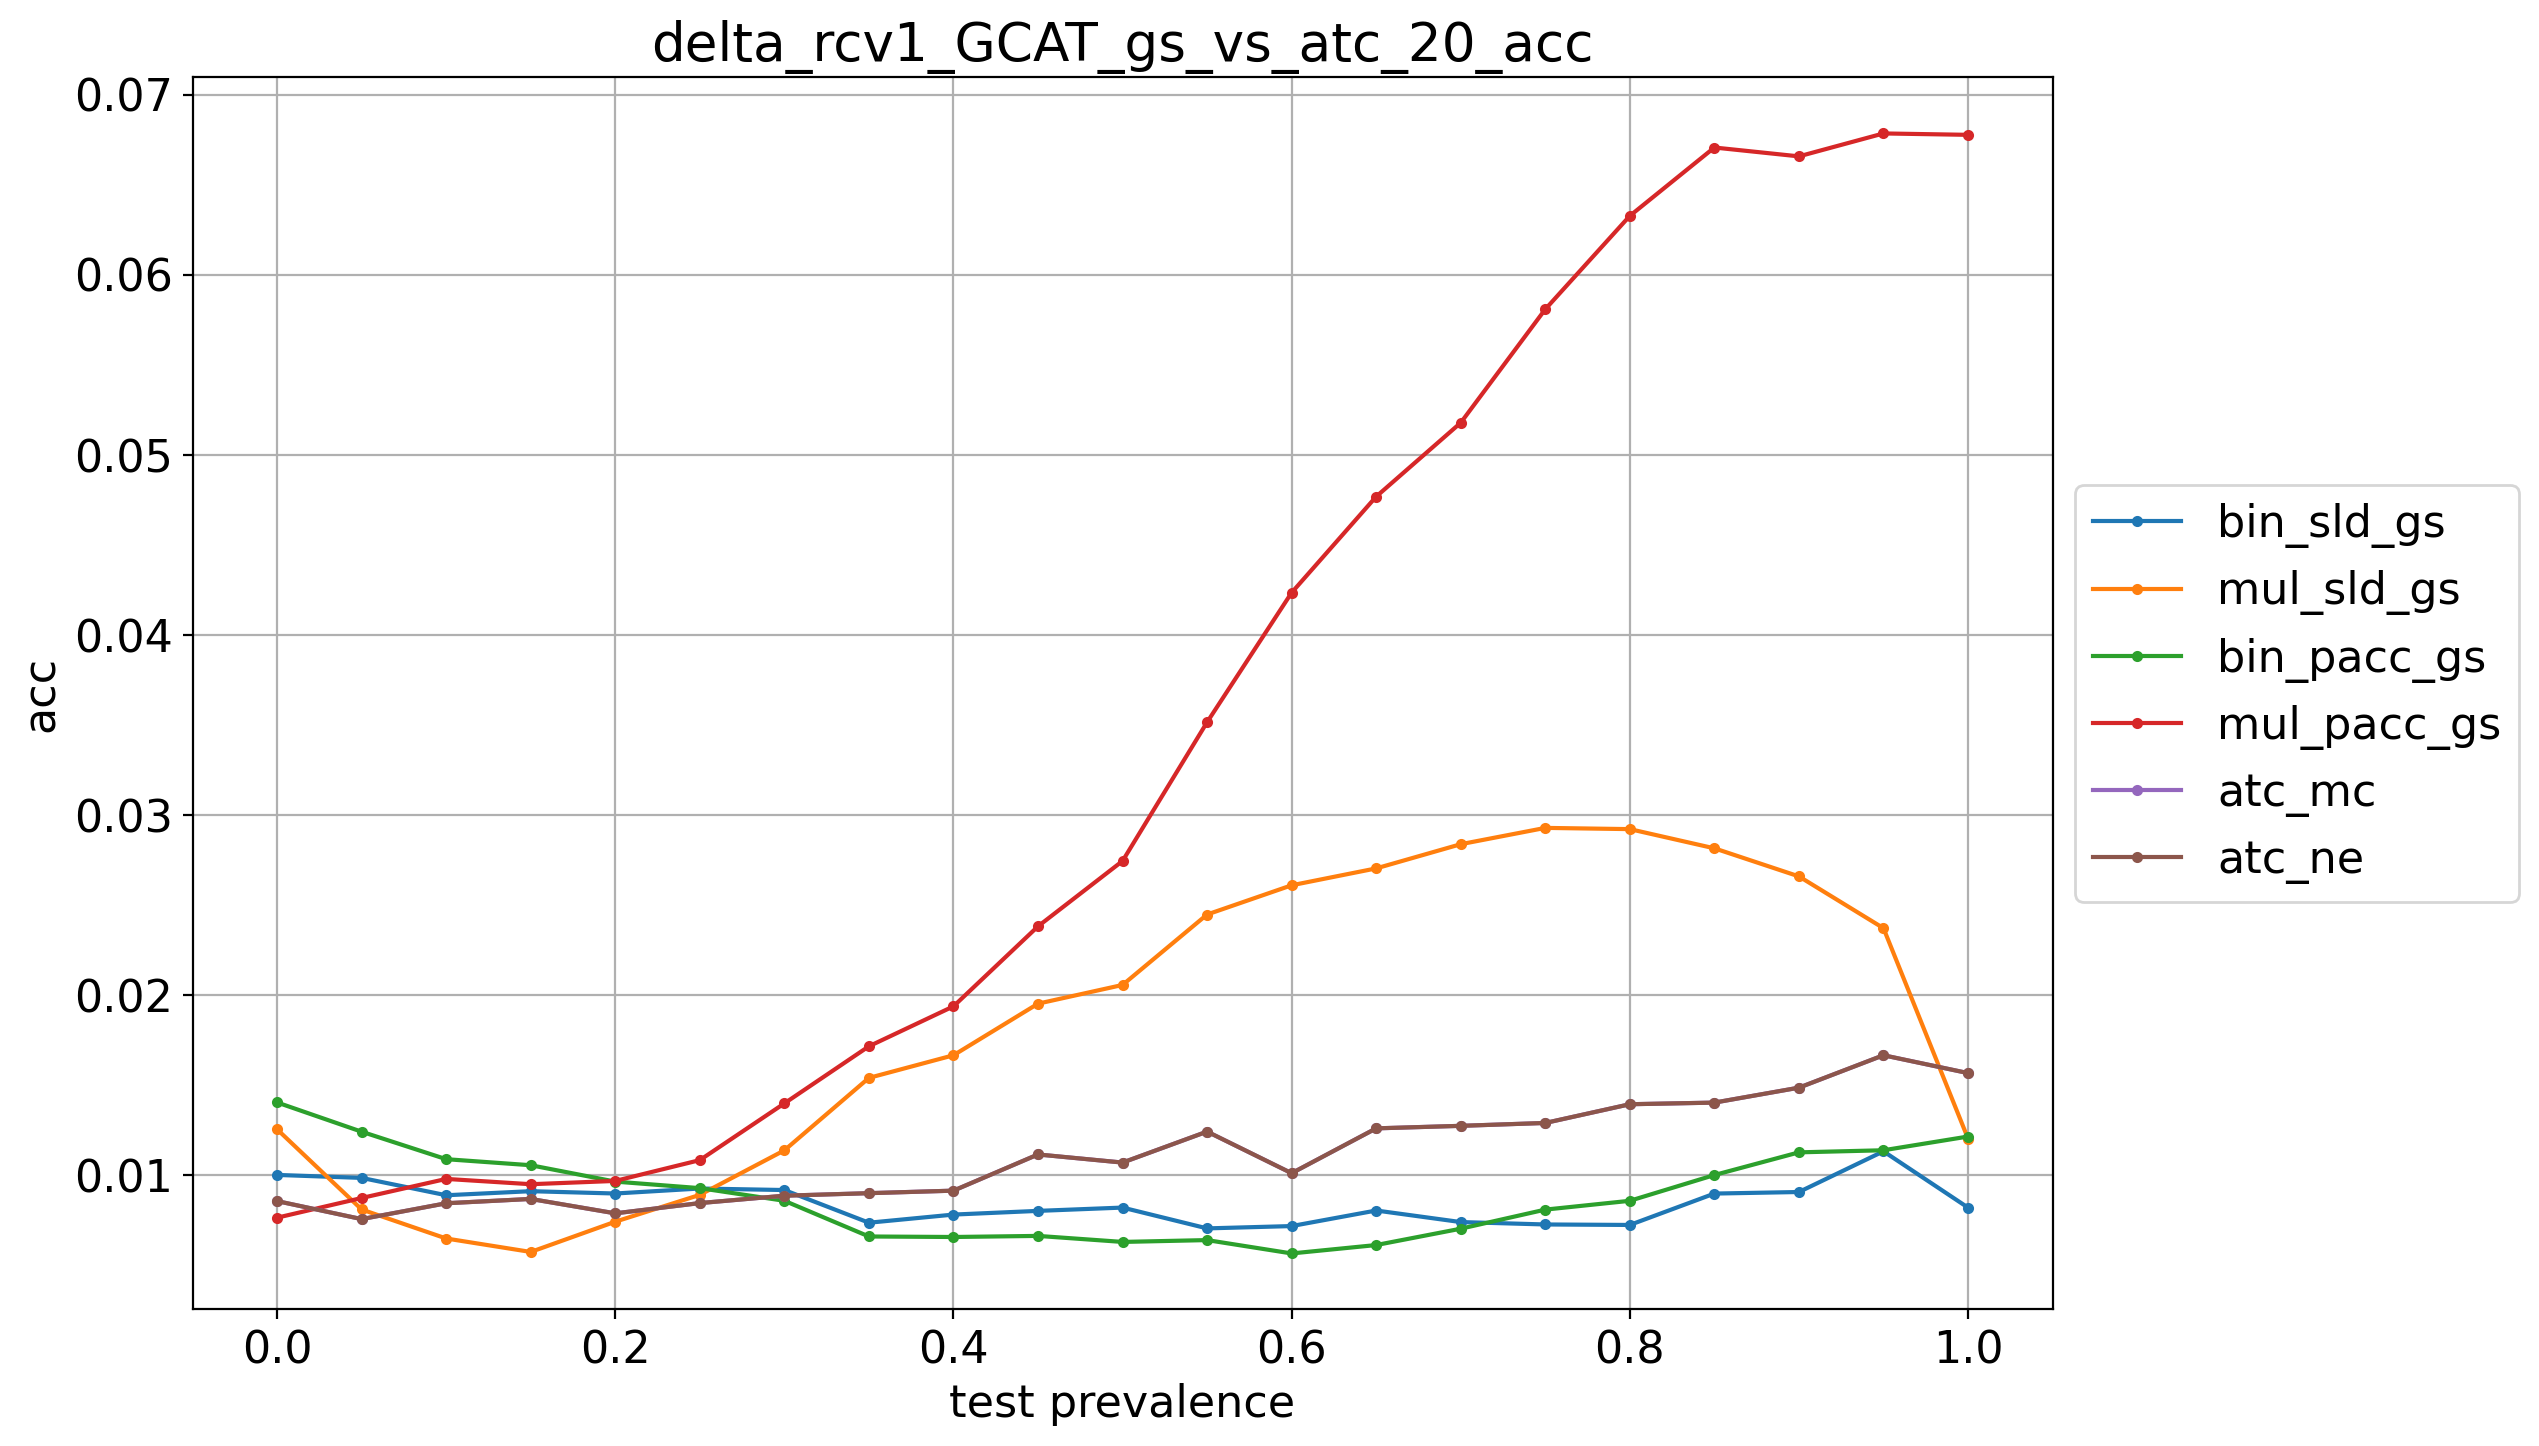 delta_rcv1_GCAT_gs_vs_atc_20_acc
0.07
0.06
0.05
0.04
0.03
0.02
0.01
acc
0.0 0.2 0.4 0.6 0.8 1.0
test prevalence
bin_sld_gs
mul_sld_gs
bin_pacc_gs
mul_pacc_gs
atc_mc
atc_ne